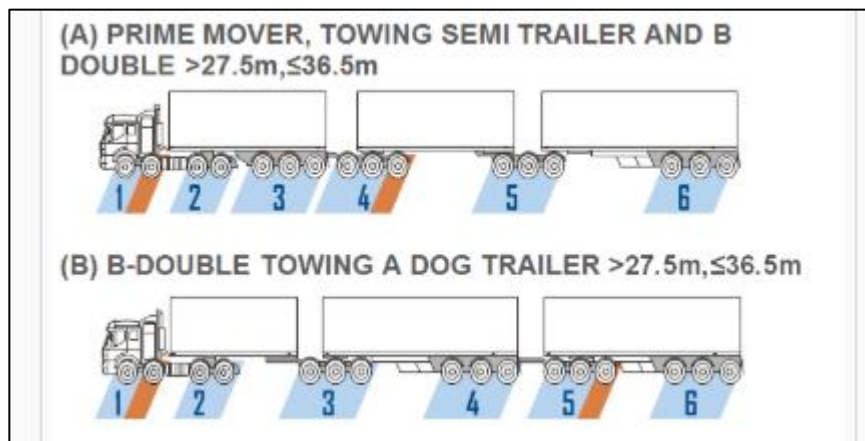 (A) PRIME MOVER, TOWING SEMI TRAILER AND B
DOUBLE >27.5m,≤36.5m
1 2 3 4 5 6
(B) B-DOUBLE TOWING A DOG TRAILER >27.5m,≤36.5m
1 2 3 4 5 6